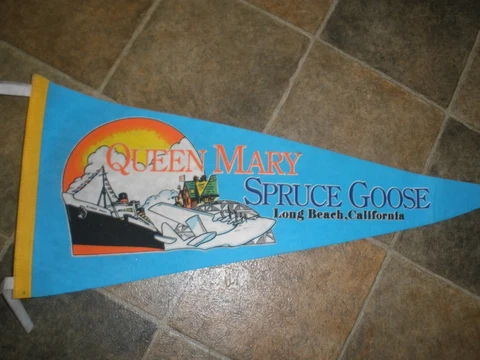 QUEEN MARY
SPRUCE GOOSE
Long Beach, California